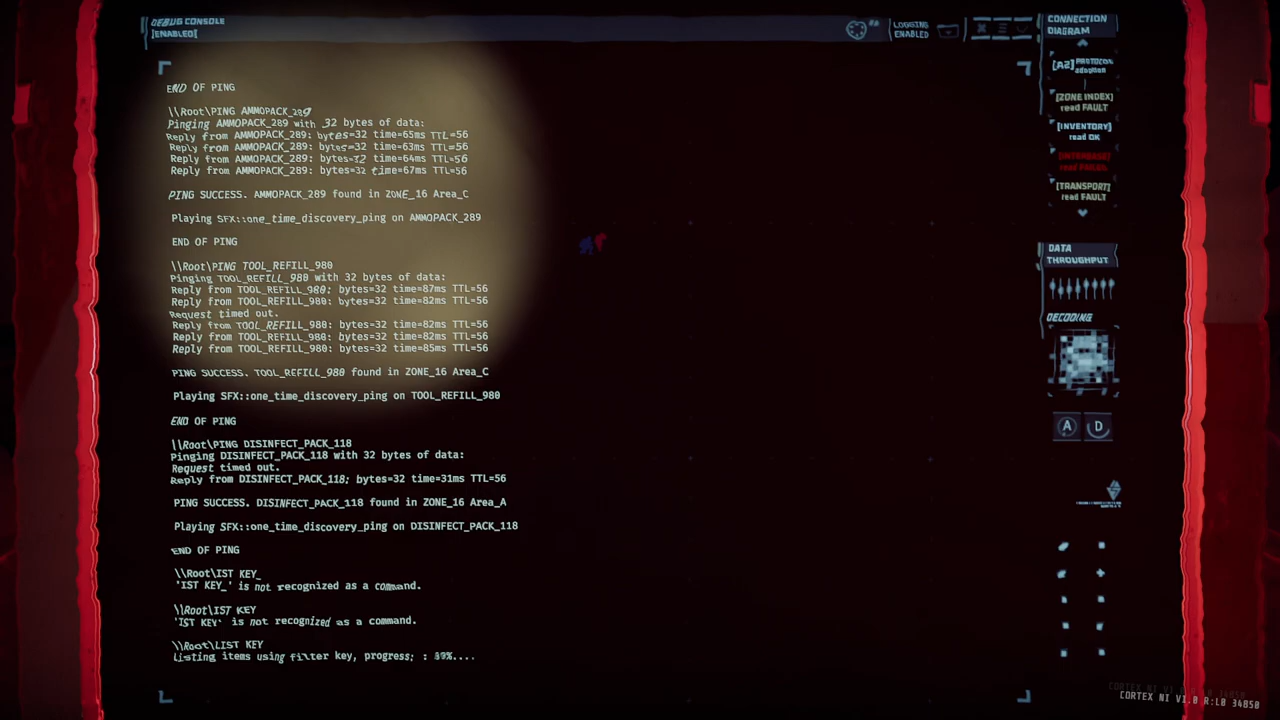 DEBUG CONSOLE
[ENABLED]
LOGGING
ENABLED
END OF PING
\\Root\PING AMMOPACK_289
Pinging AMMOPACK_289 with 32 bytes of data:
Reply from AMMOPACK_289: bytes=32 time=65ms TTL=56
Reply from AMMOPACK_289: bytes=32 time=63ms TTL=56
Reply from AMMOPACK_289: bytes=32 time=64ms TTL=56
Reply from AMMOPACK_289: bytes=32 time=67ms TTL=56
PING SUCCESS. AMMOPACK_289 found in ZONE_16 Area_C
Playing SFX::one_time_discovery_ping on AMMOPACK_289
END OF PING
\\Root\PING TOOL_REFILL_980
Pinging TOOL_REFILL_980 with 32 bytes of data:
Reply from TOOL_REFILL_980: bytes=32 time=87ms TTL=56
Reply from TOOL_REFILL_980: bytes=32 time=82ms TTL=56
Request timed out.
Reply from TOOL_REFILL_980: bytes=32 time=82ms TTL=56
Reply from TOOL_REFILL_980: bytes=32 time=82ms TTL=56
Reply from TOOL_REFILL_980: bytes=32 time=85ms TTL=56
PING SUCCESS. TOOL_REFILL_980 found in ZONE_16 Area_C
Playing SFX::one_time_discovery_ping on TOOL_REFILL_980
END OF PING
\\Root\PING DISINFECT_PACK_118
Pinging DISINFECT_PACK_118 with 32 bytes of data:
Request timed out.
Reply from DISINFECT_PACK_118: bytes=32 time=31ms TTL=56
PING SUCCESS. DISINFECT_PACK_118 found in ZONE_16 Area_A
Playing SFX::one_time_discovery_ping on DISINFECT_PACK_118
END OF PING
\\Root\IST KEY_
'IST KEY_' is not recognized as a command.
\\Root\IST KEY
'IST KEY' is not recognized as a command.
\\Root\LIST KEY
Listing items using filter key, progress; : 89%....
CONNECTION
DIAGRAM
[A2] PROTOCOL
[ZONE INDEX]
read FAULT
[INVENTORY]
read OK
read FAILED
[TRANSPORT]
read FAULT
DATA
THROUGHPUT
DECODING
A D
CORTEX NI V1.0 R:L0 34850